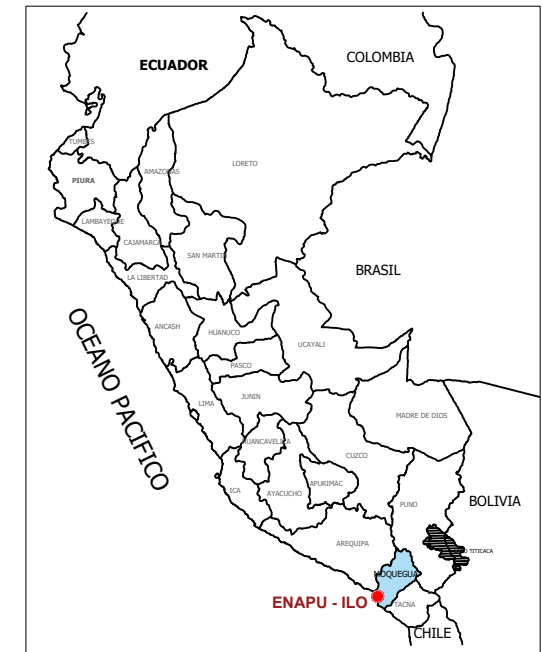 COLOMBIA
ECUADOR
TUMBES
LORETO
AMAZONAS
PIURA
LAMBAYEQUE
CAJAMARCA
SAN MARTIN
BRASIL
LA LIBERTAD
ANCASH
HUANUCO
UCAYALI
OCEANO PACIFICO
PASCO
LIMA
JUNIN
MADRE DE DIOS
HUANCAVELICA
CUZCO
APURIMAC
ICA
AYACUCHO
PUNO
BOLIVIA
AREQUIPA
TITICACA
MOQUEGUA
ENAPU - ILO
TACNA
CHILE